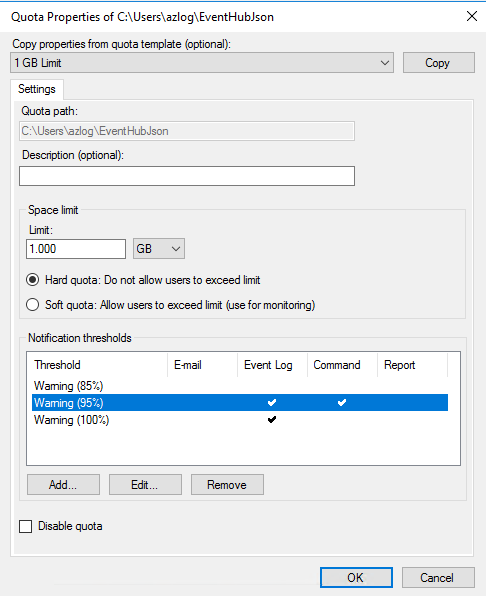 Quota Properties of C:\Users\azlog\EventHubJson
Copy properties from quota template (optional):
1 GB Limit
Copy
Settings
Quota path:
C:\Users\azlog\EventHubJson
Description (optional):
Space limit
Limit:
1.000 GB
Hard quota: Do not allow users to exceed limit
Soft quota: Allow users to exceed limit (use for monitoring)
Notification thresholds
Threshold E-mail Event Log Command Report
Warning (85%)
Warning (95%)
Warning (100%)
Add... Edit... Remove
Disable quota
OK Cancel